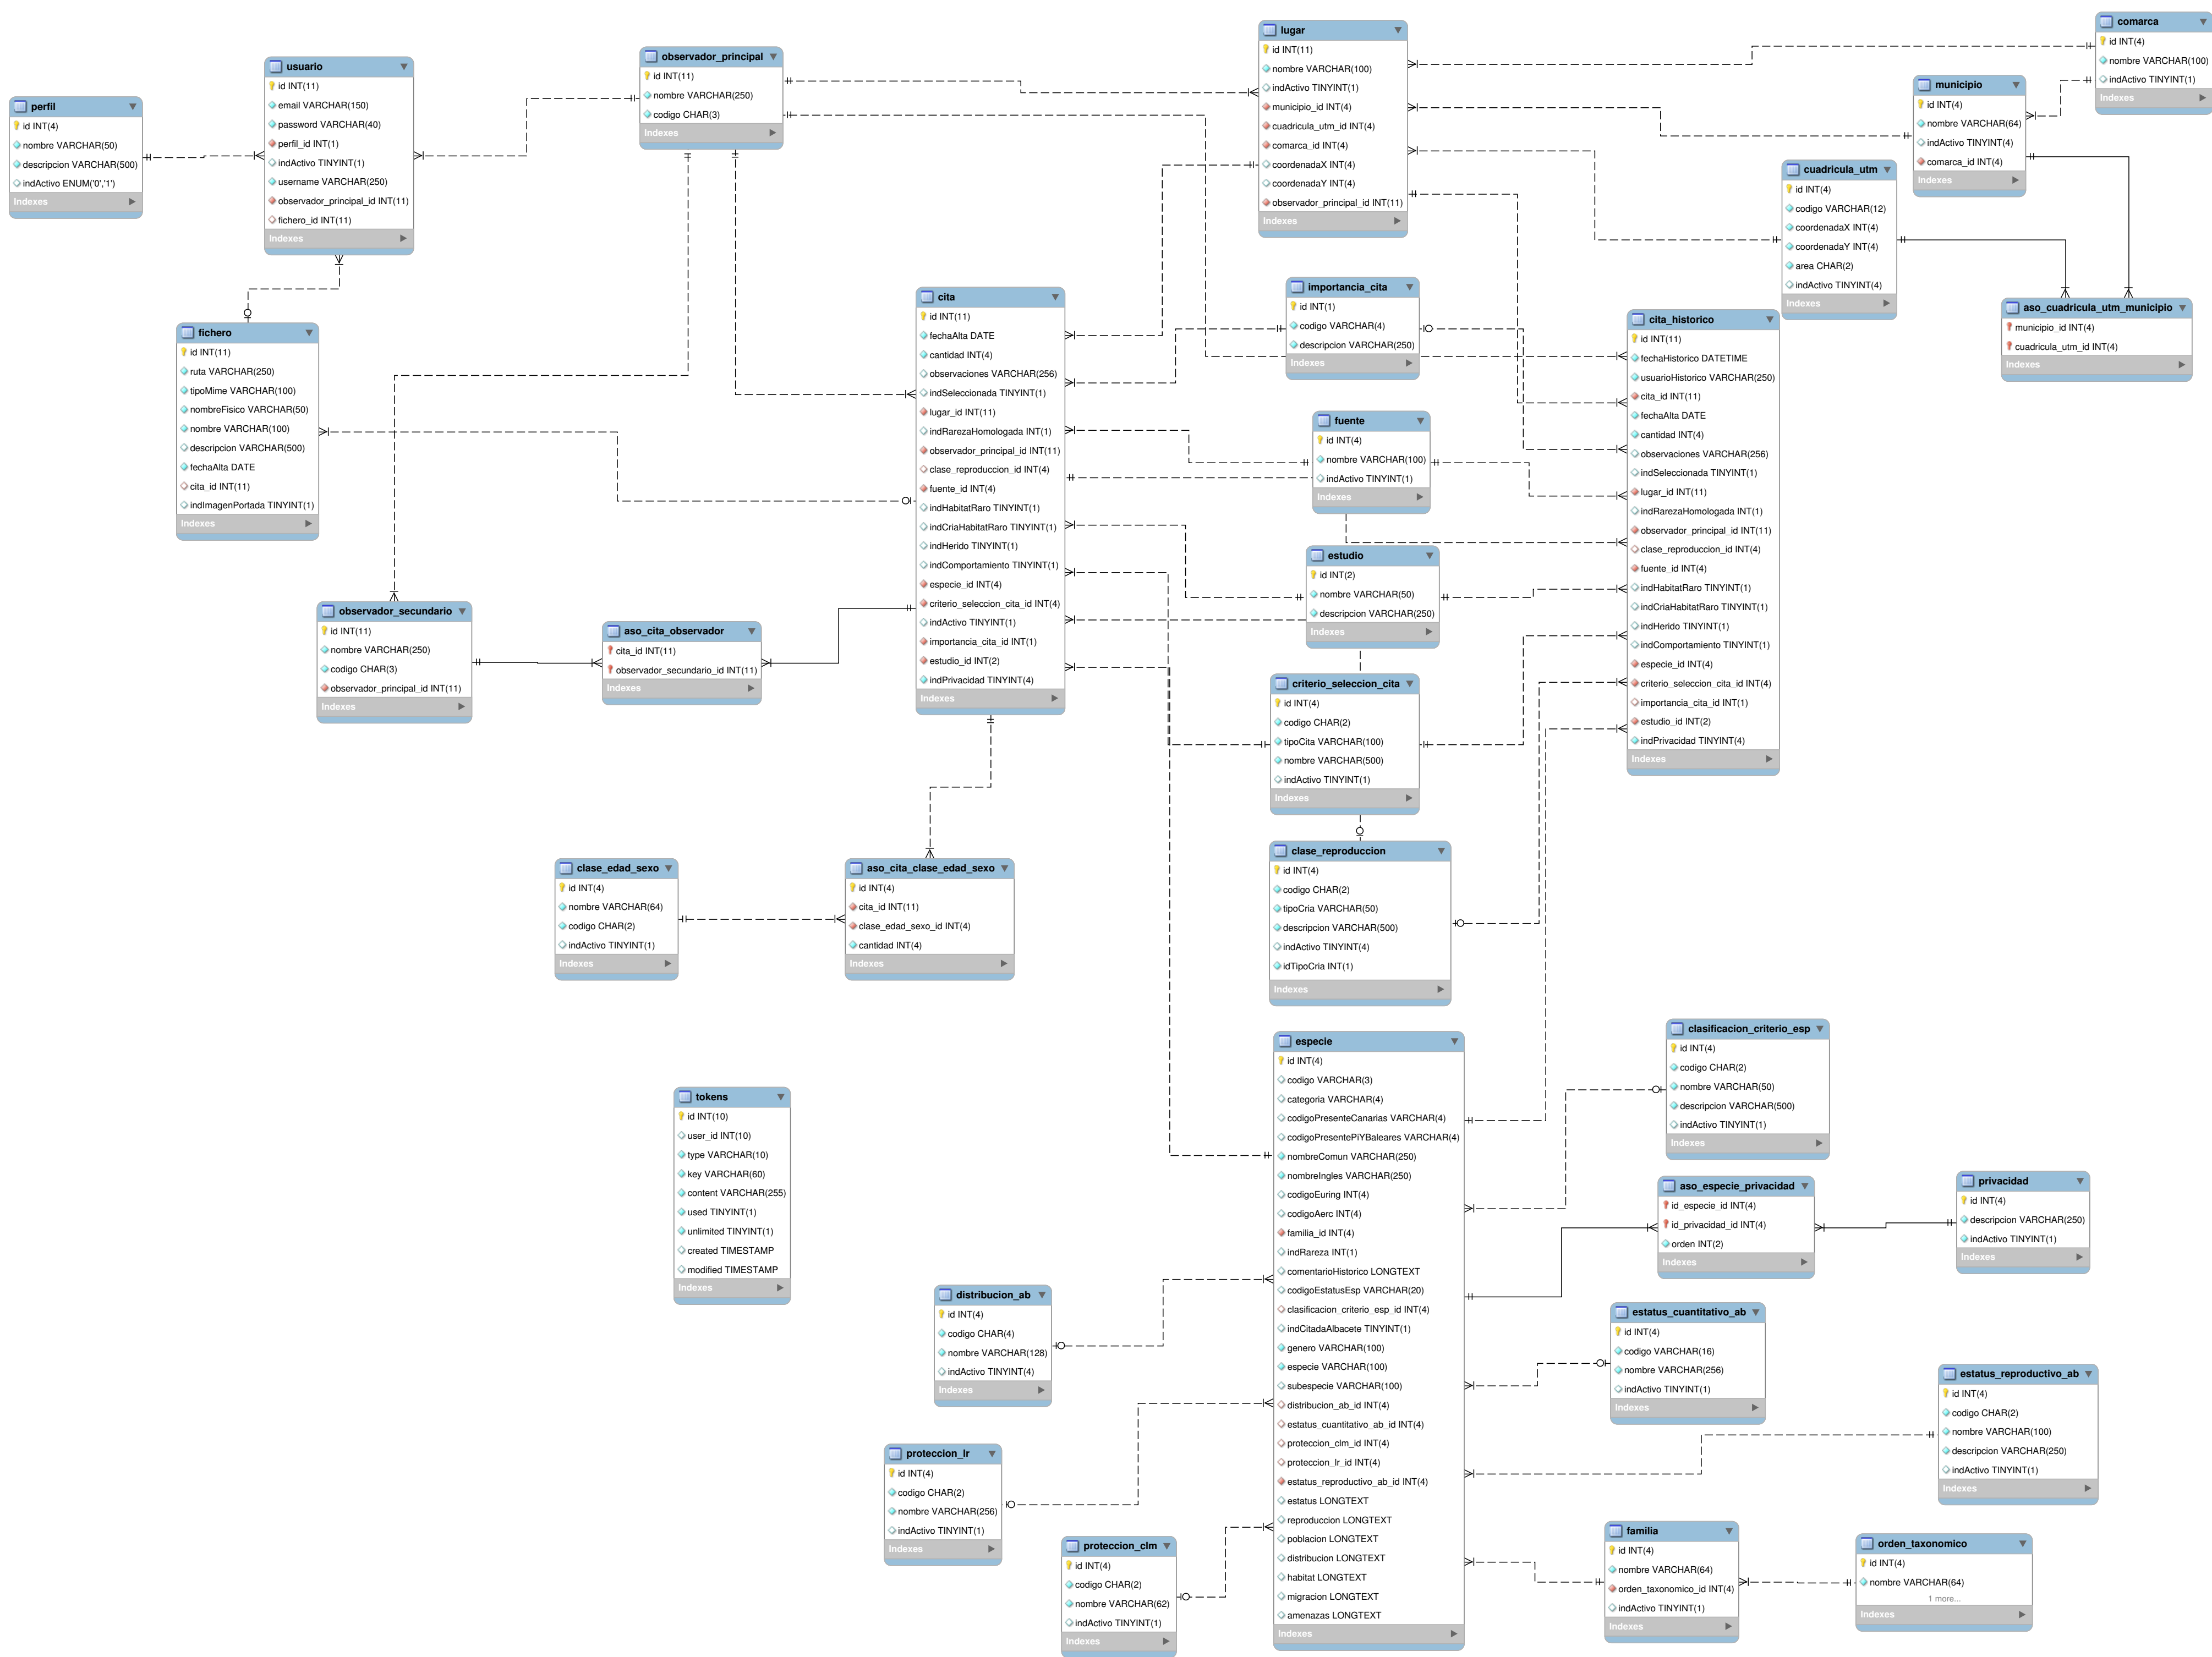 perfil
id INT(4)
nombre VARCHAR(50)
descripcion VARCHAR(500)
indActivo ENUM('0','1')
Indexes
usuario
id INT(11)
email VARCHAR(150)
password VARCHAR(40)
perfil_id INT(1)
indActivo TINYINT(1)
username VARCHAR(250)
observador_principal_id INT(11)
fichero_id INT(11)
Indexes
observador_principal
id INT(11)
nombre VARCHAR(250)
codigo CHAR(3)
Indexes
lugar
id INT(11)
nombre VARCHAR(100)
indActivo TINYINT(1)
municipio_id INT(4)
cuadricula_utm_id INT(4)
comarca_id INT(4)
coordenadaX INT(4)
coordenadaY INT(4)
observador_principal_id INT(11)
Indexes
comarca
id INT(4)
nombre VARCHAR(100)
indActivo TINYINT(1)
Indexes
municipio
id INT(4)
nombre VARCHAR(64)
indActivo TINYINT(4)
comarca_id INT(4)
Indexes
cuadricula_utm
id INT(4)
codigo VARCHAR(12)
coordenadaX INT(4)
coordenadaY INT(4)
area CHAR(2)
indActivo TINYINT(4)
Indexes
aso_cuadricula_utm_municipio
municipio_id INT(4)
cuadricula_utm_id INT(4)
Indexes
fichero
id INT(11)
ruta VARCHAR(250)
tipoMime VARCHAR(100)
nombreFisico VARCHAR(50)
nombre VARCHAR(100)
descripcion VARCHAR(500)
fechaAlta DATE
cita_id INT(11)
indImagenPortada TINYINT(1)
Indexes
cita
id INT(11)
fechaAlta DATE
cantidad INT(4)
observaciones VARCHAR(256)
indSeleccionada TINYINT(1)
lugar_id INT(11)
indRarezaHomologada INT(1)
observador_principal_id INT(11)
clase_reproduccion_id INT(4)
fuente_id INT(4)
indHabitatRaro TINYINT(1)
indCriaHabitatRaro TINYINT(1)
indHerido TINYINT(1)
indComportamiento TINYINT(1)
especie_id INT(4)
criterio_seleccion_cita_id INT(4)
indActivo TINYINT(1)
importancia_cita_id INT(1)
estudio_id INT(2)
indPrivacidad TINYINT(4)
Indexes
importancia_cita
id INT(1)
codigo VARCHAR(4)
descripcion VARCHAR(250)
Indexes
fuente
id INT(4)
nombre VARCHAR(100)
indActivo TINYINT(1)
Indexes
estudio
id INT(2)
nombre VARCHAR(50)
descripcion VARCHAR(250)
Indexes
cita_historico
id INT(11)
fechaHistorico DATETIME
usuarioHistorico VARCHAR(250)
cita_id INT(11)
fechaAlta DATE
cantidad INT(4)
observaciones VARCHAR(256)
indSeleccionada TINYINT(1)
lugar_id INT(11)
indRarezaHomologada INT(1)
observador_principal_id INT(11)
clase_reproduccion_id INT(4)
fuente_id INT(4)
indHabitatRaro TINYINT(1)
indCriaHabitatRaro TINYINT(1)
indHerido TINYINT(1)
indComportamiento TINYINT(1)
especie_id INT(4)
criterio_seleccion_cita_id INT(4)
importancia_cita_id INT(1)
estudio_id INT(2)
indPrivacidad TINYINT(4)
Indexes
observador_secundario
id INT(11)
nombre VARCHAR(250)
codigo CHAR(3)
observador_principal_id INT(11)
Indexes
aso_cita_observador
cita_id INT(11)
observador_secundario_id INT(11)
Indexes
criterio_seleccion_cita
id INT(4)
codigo CHAR(2)
tipoCita VARCHAR(100)
nombre VARCHAR(500)
indActivo TINYINT(1)
Indexes
clase_edad_sexo
id INT(4)
nombre VARCHAR(64)
codigo CHAR(2)
indActivo TINYINT(1)
Indexes
aso_cita_clase_edad_sexo
id INT(4)
cita_id INT(11)
clase_edad_sexo_id INT(4)
cantidad INT(4)
Indexes
clase_reproduccion
id INT(4)
codigo CHAR(2)
tipoCria VARCHAR(50)
descripcion VARCHAR(500)
indActivo TINYINT(4)
idTipoCria INT(1)
Indexes
tokens
id INT(10)
user_id INT(10)
type VARCHAR(10)
key VARCHAR(60)
content VARCHAR(255)
used TINYINT(1)
unlimited TINYINT(1)
created TIMESTAMP
modified TIMESTAMP
Indexes
especie
id INT(4)
codigo VARCHAR(3)
categoria VARCHAR(4)
codigoPresenteCanarias VARCHAR(4)
codigoPresentePiYBaleares VARCHAR(4)
nombreComun VARCHAR(250)
nombreIngles VARCHAR(250)
codigoEuring INT(4)
codigoAerc INT(4)
familia_id INT(4)
indRareza INT(1)
comentarioHistorico LONGTEXT
codigoEstatusEsp VARCHAR(20)
clasificacion_criterio_esp_id INT(4)
indCitadaAlbacete TINYINT(1)
genero VARCHAR(100)
especie VARCHAR(100)
subespecie VARCHAR(100)
distribucion_ab_id INT(4)
estatus_cuantitativo_ab_id INT(4)
proteccion_clm_id INT(4)
proteccion_lr_id INT(4)
estatus_reproductivo_ab_id INT(4)
estatus LONGTEXT
reproduccion LONGTEXT
poblacion LONGTEXT
distribucion LONGTEXT
habitat LONGTEXT
migracion LONGTEXT
amenazas LONGTEXT
Indexes
clasificacion_criterio_esp
id INT(4)
codigo CHAR(2)
nombre VARCHAR(50)
descripcion VARCHAR(500)
indActivo TINYINT(1)
Indexes
aso_especie_privacidad
id_especie_id INT(4)
id_privacidad_id INT(4)
orden INT(2)
Indexes
privacidad
id INT(4)
descripcion VARCHAR(250)
indActivo TINYINT(1)
Indexes
distribucion_ab
id INT(4)
codigo CHAR(4)
nombre VARCHAR(128)
indActivo TINYINT(4)
Indexes
estatus_cuantitativo_ab
id INT(4)
codigo VARCHAR(16)
nombre VARCHAR(256)
indActivo TINYINT(1)
Indexes
estatus_reproductivo_ab
id INT(4)
codigo CHAR(2)
nombre VARCHAR(100)
descripcion VARCHAR(250)
indActivo TINYINT(1)
Indexes
proteccion_lr
id INT(4)
codigo CHAR(2)
nombre VARCHAR(256)
indActivo TINYINT(1)
Indexes
proteccion_clm
id INT(4)
codigo CHAR(2)
nombre VARCHAR(62)
indActivo TINYINT(1)
Indexes
familia
id INT(4)
nombre VARCHAR(64)
orden_taxonomico_id INT(4)
indActivo TINYINT(1)
Indexes
orden_taxonomico
id INT(4)
nombre VARCHAR(64)
1 more...
Indexes